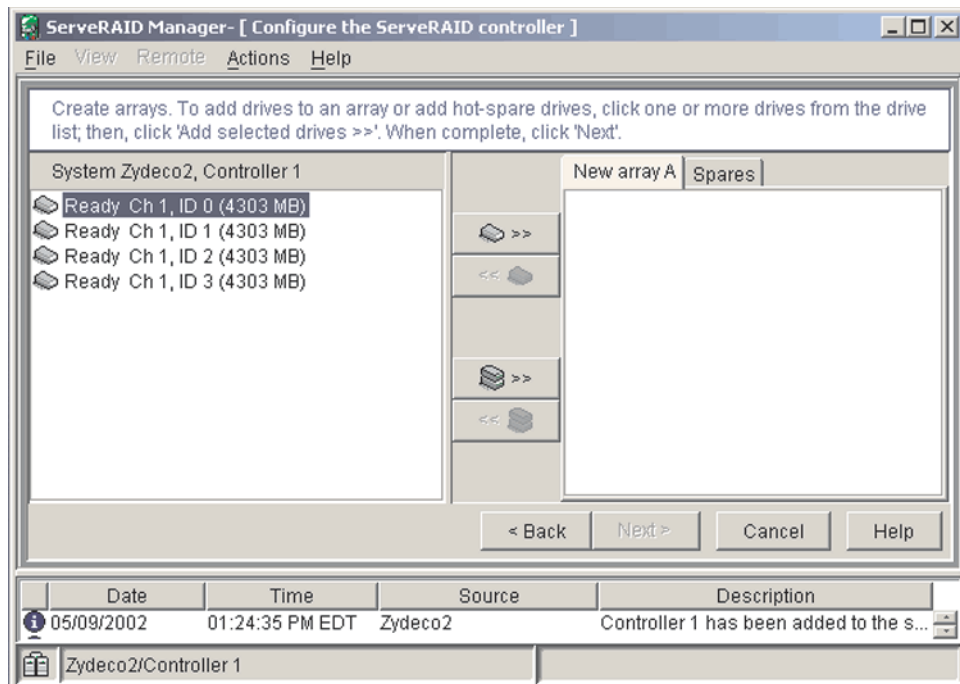 ServeRAID Manager- [ Configure the ServeRAID controller ]
File View Remote Actions Help
Create arrays. To add drives to an array or add hot-spare drives, click one or more drives from the drive
list; then, click 'Add selected drives >>'. When complete, click 'Next'.
System Zydeco2, Controller 1
Ready Ch 1, ID 0 (4303 MB)
Ready Ch 1, ID 1 (4303 MB)
Ready Ch 1, ID 2 (4303 MB)
Ready Ch 1, ID 3 (4303 MB)
>>
<<
>>
<<
New array A Spares
< Back Next > Cancel Help
Date Time Source Description
05/09/2002 01:24:35 PM EDT Zydeco2 Controller 1 has been added to the s...
Zydeco2/Controller 1